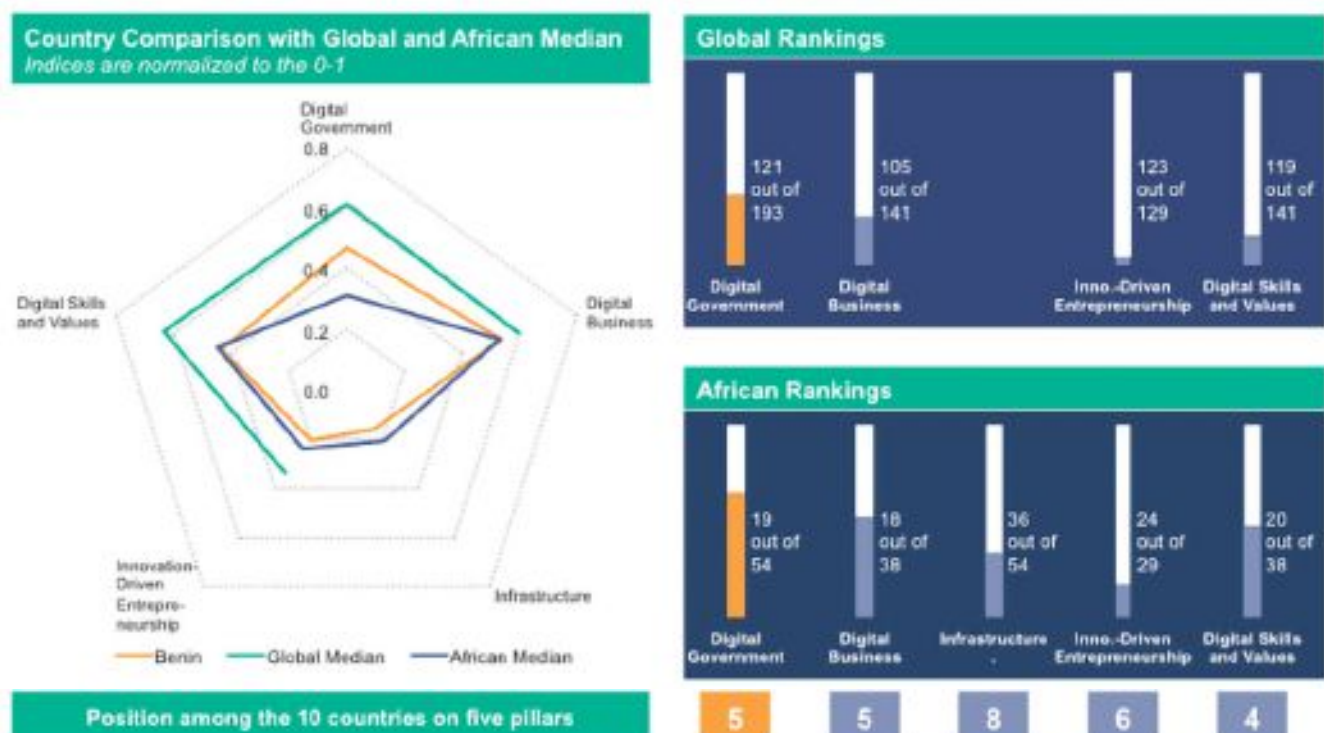 Country Comparison with Global and African Median
Indices are normalized to the 0-1
Digital
Government
0.8
0.6
0.4
0.2
0.0
Digital Skills
and Values
Digital
Business
Innovation-
Driven
Entrepre-
neurship
Infrastructure
Benin
Global Median
African Median
Global Rankings
121
out of
193
105
out of
141
123
out of
129
119
out of
141
Digital
Government
Digital
Business
Inno.-Driven
Entrepreneurship
Digital Skills
and Values
African Rankings
19
out of
54
18
out of
38
36
out of
54
24
out of
29
20
out of
38
Digital
Government
Digital
Business
Infrastructure
.
Inno.-Driven
Entrepreneurship
Digital Skills
and Values
Position among the 10 countries on five pillars
5
5
8
6
4